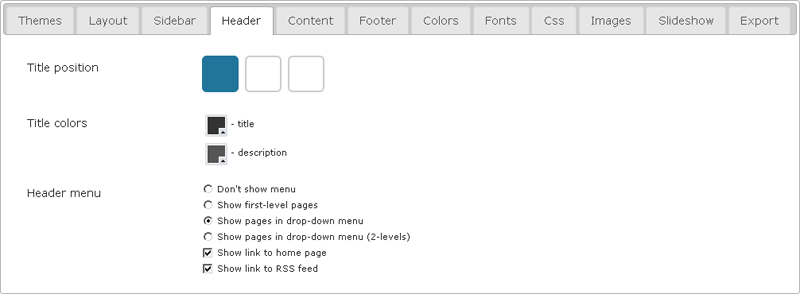 Themes Layout Sidebar Header Content Footer Colors Fonts Css Images Slideshow Export
Title position
Title colors
- title
- description
Header menu
Don't show menu
Show first-level pages
Show pages in drop-down menu
Show pages in drop-down menu (2-levels)
Show link to home page
Show link to RSS feed